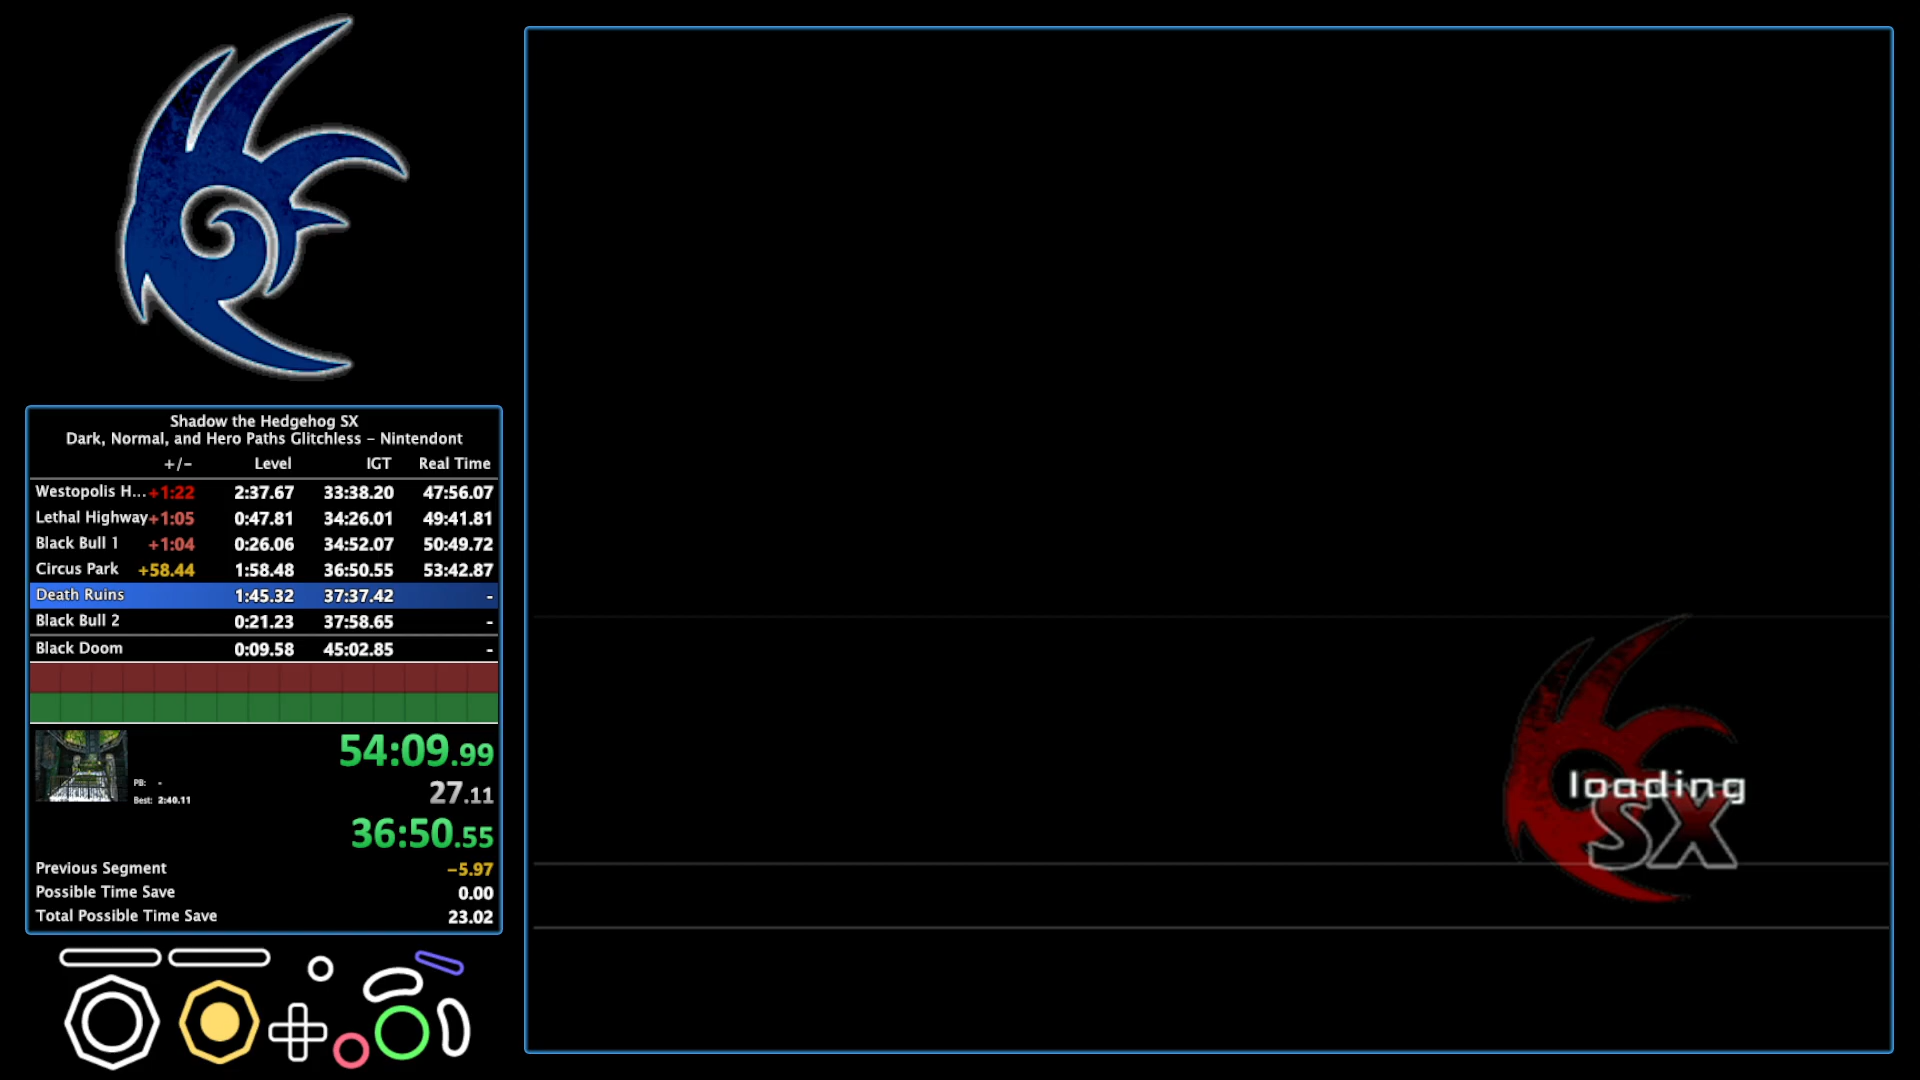 Shadow the Hedgehog SX
Dark, Normal, and Hero Paths Glitchless – Nintendont
+/- Level IGT Real Time
Westopolis H... +1:22 2:37.67 33:38.20 47:56.07
Lethal Highway +1:05 0:47.81 34:26.01 49:41.81
Black Bull 1 +1:04 0:26.06 34:52.07 50:49.72
Circus Park +58.44 1:58.48 36:50.55 53:42.87
Death Ruins 1:45.32 37:37.42 -
Black Bull 2 0:21.23 37:58.65 -
Black Doom 0:09.58 45:02.85 -
54:09.99
PB: -
27.11
Best: 2:40.11
36:50.55
Previous Segment −5.97
Possible Time Save 0.00
Total Possible Time Save 23.02
loading
SX